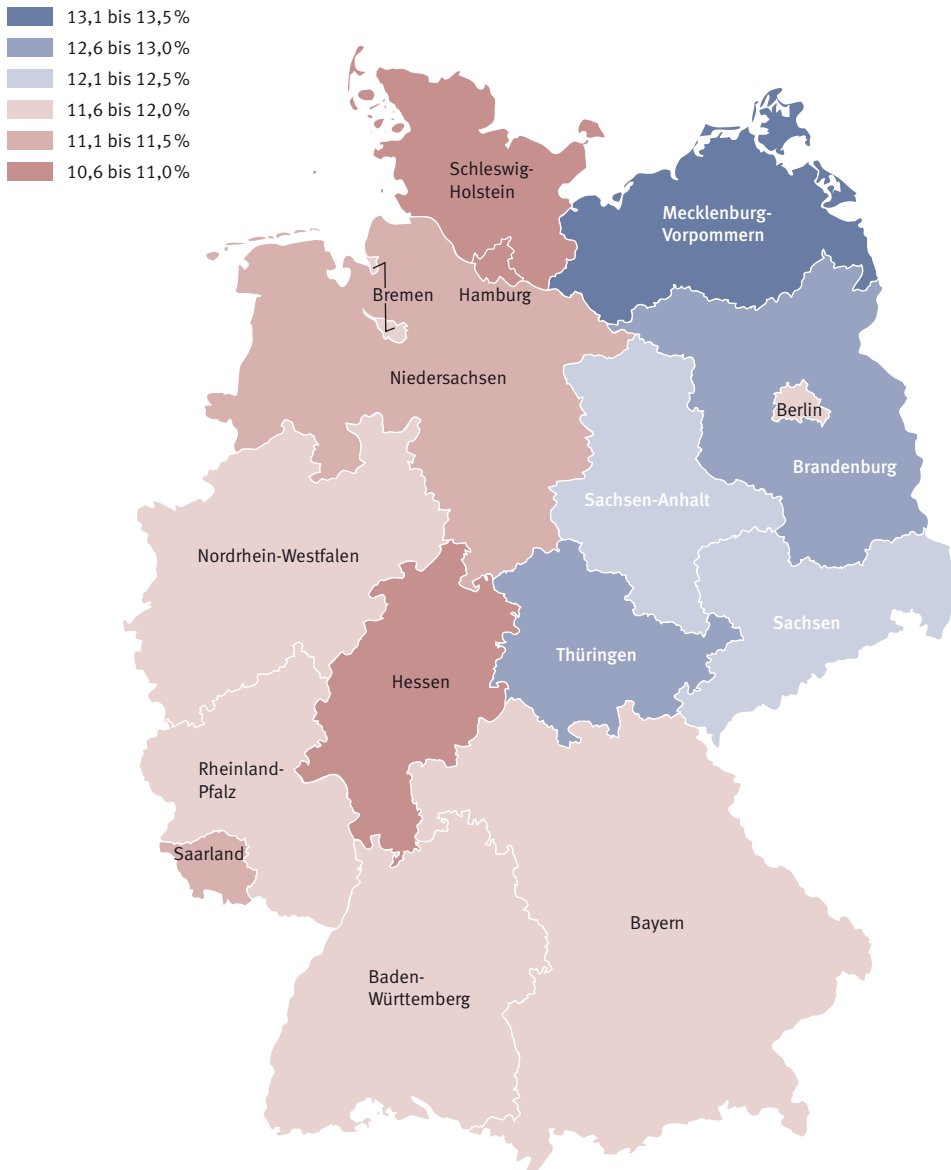 13,1 bis 13,5 %
12,6 bis 13,0 %
12,1 bis 12,5 %
11,6 bis 12,0 %
11,1 bis 11,5 %
10,6 bis 11,0 %
Schleswig-
Holstein
Mecklenburg-
Vorpommern
Bremen
Hamburg
Niedersachsen
Berlin
Brandenburg
Sachsen-Anhalt
Nordrhein-Westfalen
Sachsen
Thüringen
Hessen
Rheinland-
Pfalz
Saarland
Bayern
Baden-
Württemberg